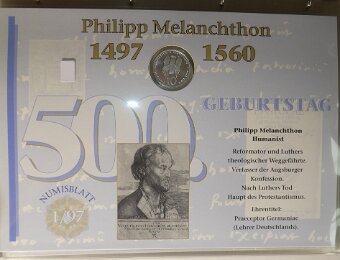 Philipp Melanchthon
1497 1560
500.
GEBURTSTAG
Philipp Melanchthon
Humanist
Reformator und Luthers
theologischer Weggefährte.
Verfasser der Augsburger
Konfession.
Nach Luthers Tod
Haupt des Protestantismus.
Ehrentitel:
Praeceptor Germaniae
(Lehrer Deutschlands).
NUMISBLATT
1/97